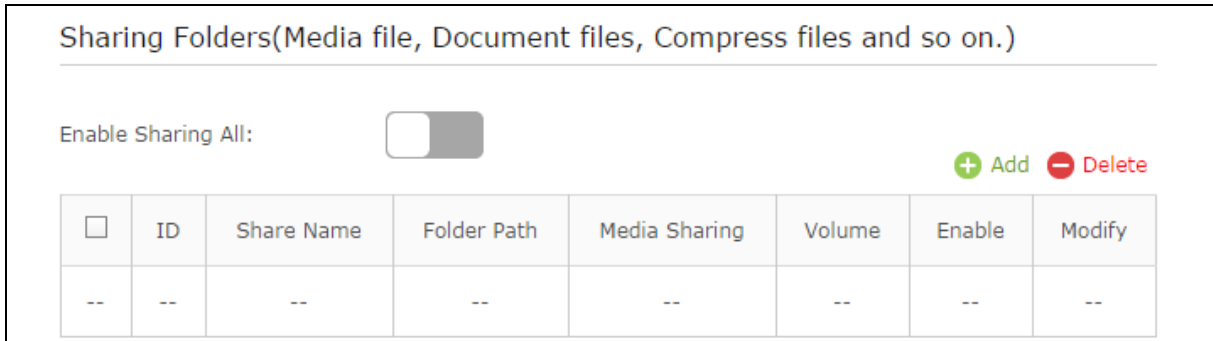 Sharing Folders(Media file, Document files, Compress files and so on.)
Enable Sharing All:
Add Delete
ID Share Name Folder Path Media Sharing Volume Enable Modify
-- -- -- -- -- -- -- --